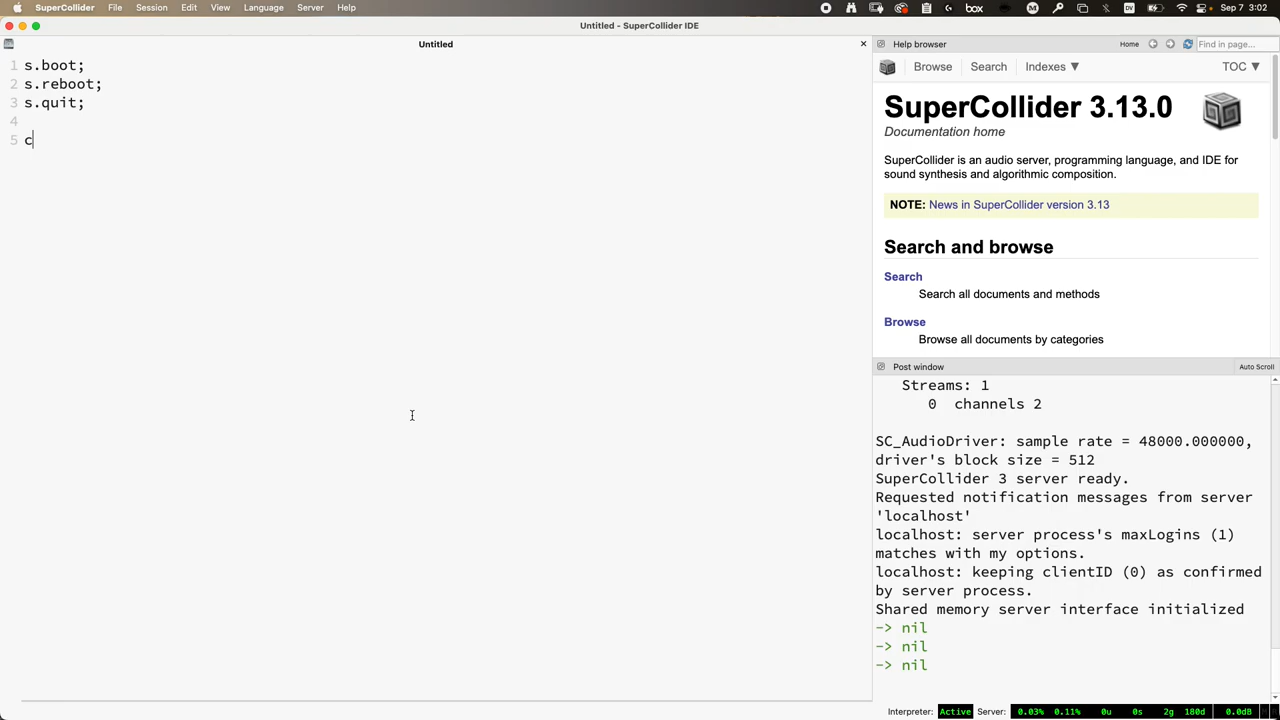 SuperCollider File Session Edit View Language Server Help
Sep 7 3:02
Untitled - SuperCollider IDE
Untitled
1 s.boot;
2 s.reboot;
3 s.quit;
4
5 c
Help browser
Home
Find in page...
Browse Search Indexes ▼ TOC ▼
SuperCollider 3.13.0
Documentation home
SuperCollider is an audio server, programming language, and IDE for
sound synthesis and algorithmic composition.
NOTE: News in SuperCollider version 3.13
Search and browse
Search
Search all documents and methods
Browse
Browse all documents by categories
Post window
Auto Scroll
Streams: 1
0 channels 2
SC_AudioDriver: sample rate = 48000.000000,
driver's block size = 512
SuperCollider 3 server ready.
Requested notification messages from server
'localhost'
localhost: server process's maxLogins (1)
matches with my options.
localhost: keeping clientID (0) as confirmed
by server process.
Shared memory server interface initialized
-> nil
-> nil
-> nil
Interpreter: Active Server: 0.03% 0.11% 0u 0s 2g 180d 0.0dB